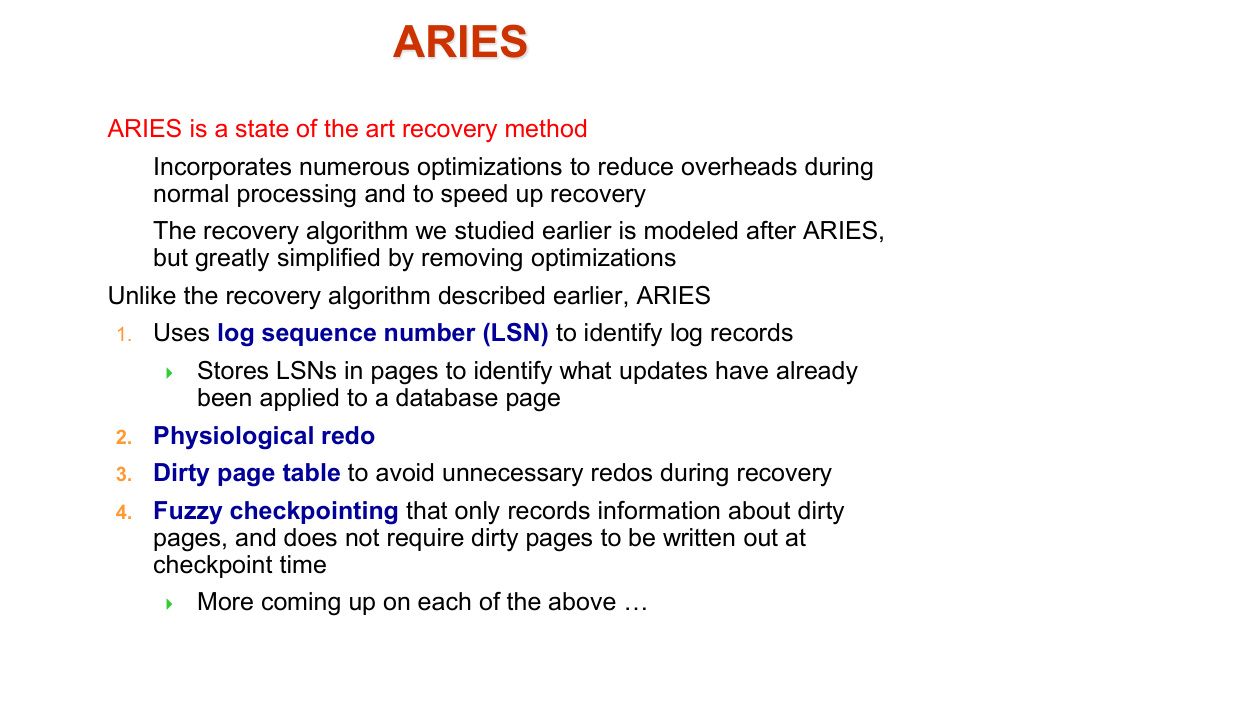 ARIES
ARIES is a state of the art recovery method
Incorporates numerous optimizations to reduce overheads during
normal processing and to speed up recovery
The recovery algorithm we studied earlier is modeled after ARIES,
but greatly simplified by removing optimizations
Unlike the recovery algorithm described earlier, ARIES
1. Uses log sequence number (LSN) to identify log records
Stores LSNs in pages to identify what updates have already
been applied to a database page
2. Physiological redo
3. Dirty page table to avoid unnecessary redos during recovery
4. Fuzzy checkpointing that only records information about dirty
pages, and does not require dirty pages to be written out at
checkpoint time
More coming up on each of the above …